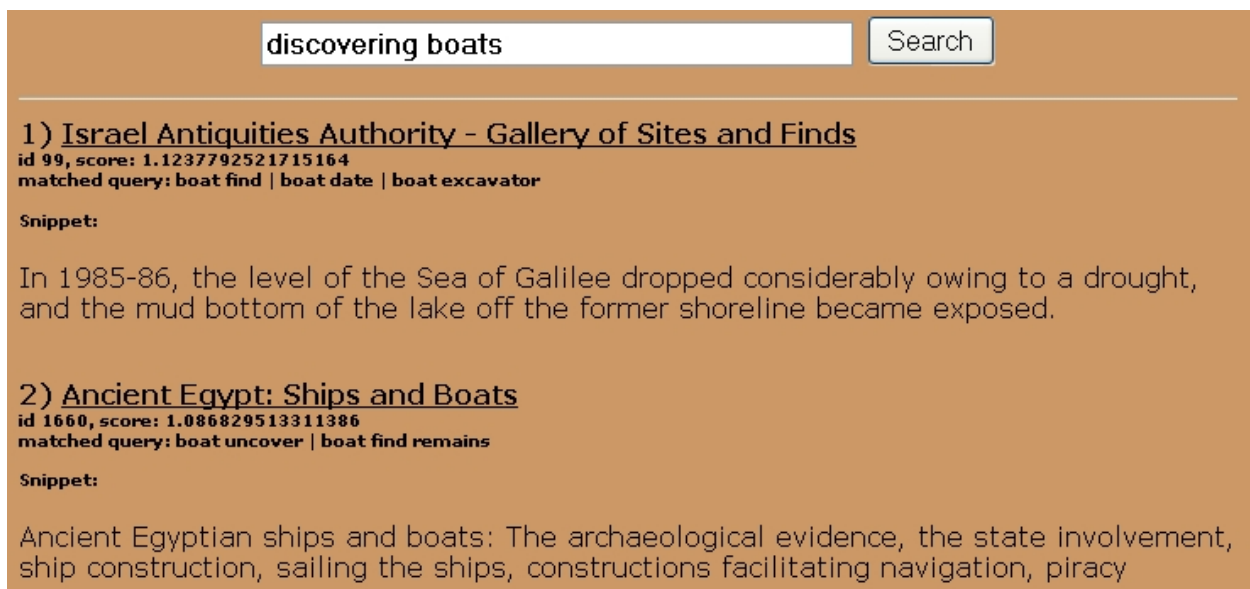 discovering boats
Search
1) Israel Antiquities Authority - Gallery of Sites and Finds
id 99, score: 1.1237792521715164
matched query: boat find | boat date | boat excavator
Snippet:
In 1985-86, the level of the Sea of Galilee dropped considerably owing to a drought,
and the mud bottom of the lake off the former shoreline became exposed.
2) Ancient Egypt: Ships and Boats
id 1660, score: 1.086829513311386
matched query: boat uncover | boat find remains
Snippet:
Ancient Egyptian ships and boats: The archaeological evidence, the state involvement,
ship construction, sailing the ships, constructions facilitating navigation, piracy